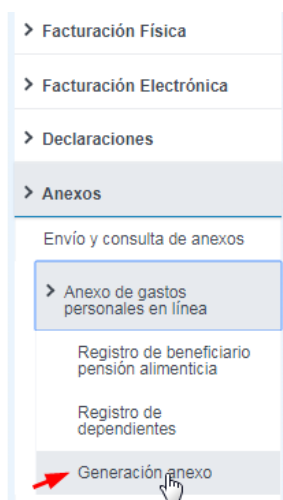 Facturación Física
Facturación Electrónica
Declaraciones
Anexos
Envío y consulta de anexos
Anexo de gastos
personales en línea
Registro de beneficiario
pensión alimenticia
Registro de
dependientes
Generación anexo